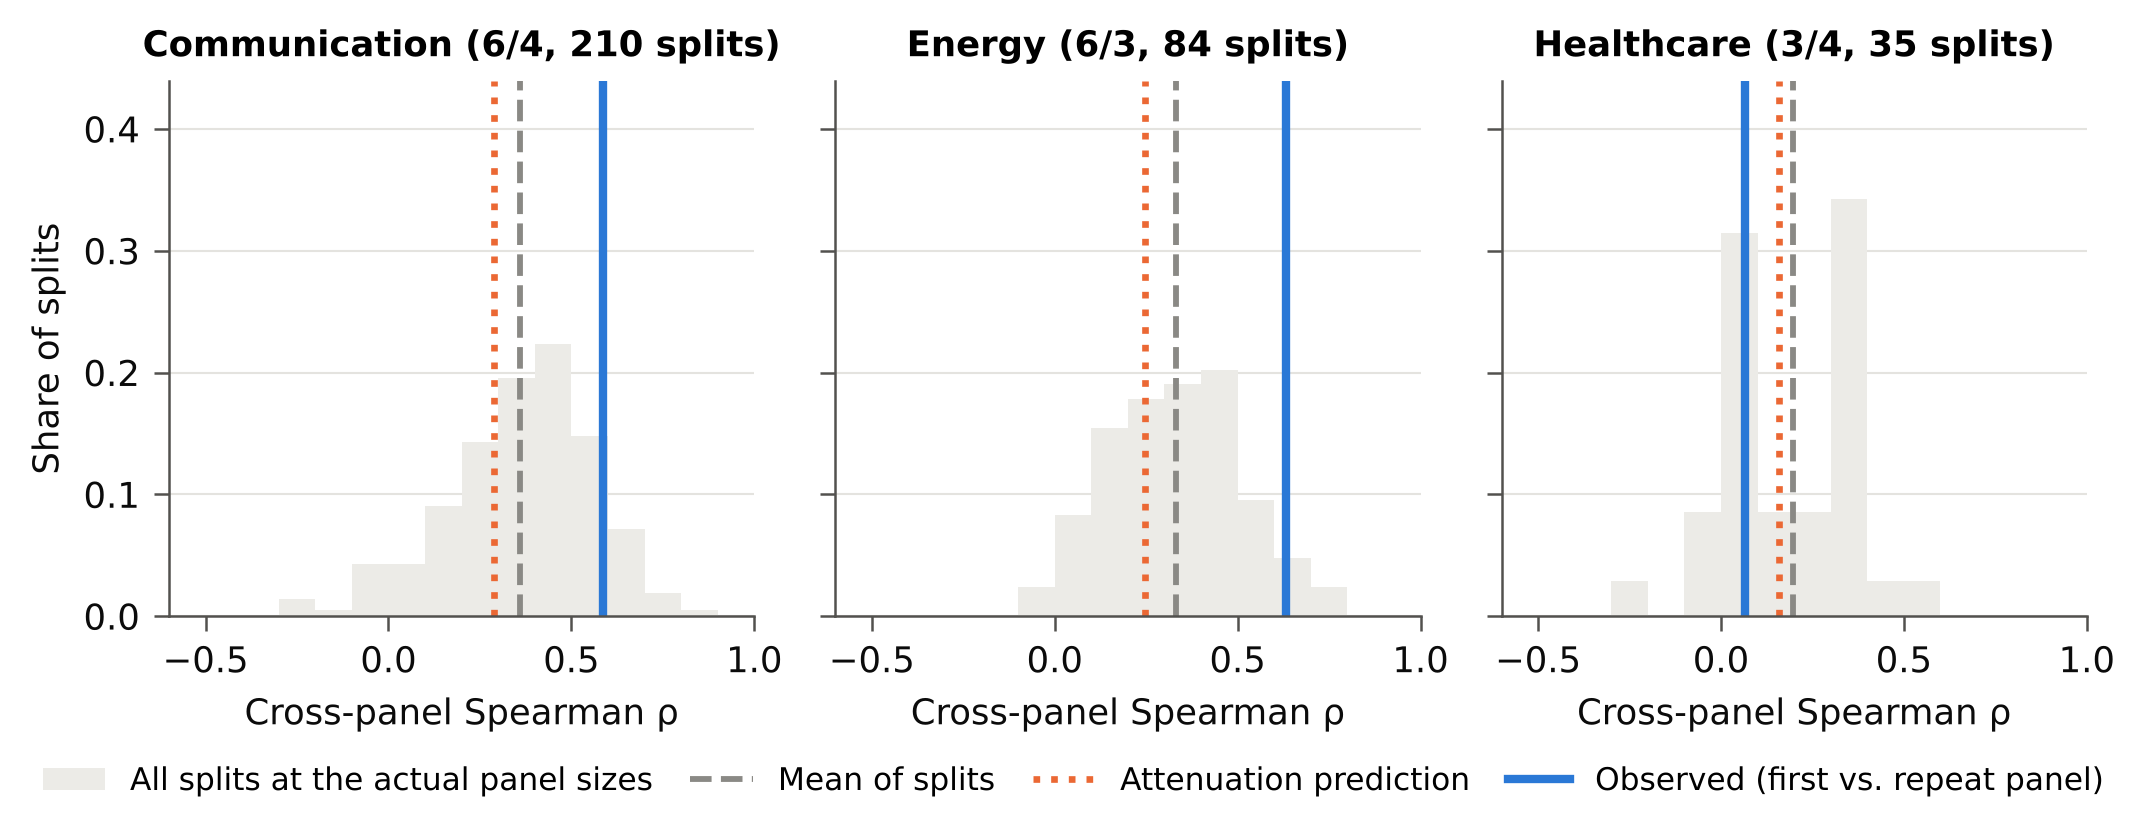 Communication (6/4, 210 splits)
Energy (6/3, 84 splits)
Healthcare (3/4, 35 splits)
Share of splits
0.4
0.3
0.2
0.1
0.0
−0.5 0.0 0.5 1.0
−0.5 0.0 0.5 1.0
−0.5 0.0 0.5 1.0
Cross-panel Spearman ρ
Cross-panel Spearman ρ
Cross-panel Spearman ρ
All splits at the actual panel sizes
Mean of splits
Attenuation prediction
Observed (first vs. repeat panel)